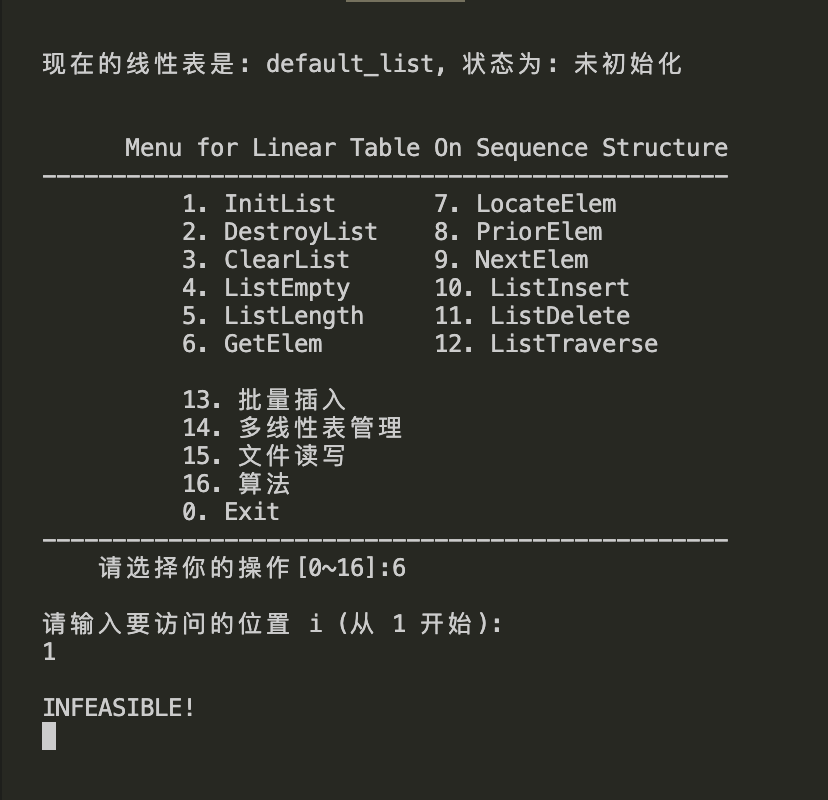 现在的线性表是: default_list, 状态为: 未初始化
Menu for Linear Table On Sequence Structure
-------------------------------------------------
1. InitList 7. LocateElem
2. DestroyList 8. PriorElem
3. ClearList 9. NextElem
4. ListEmpty 10. ListInsert
5. ListLength 11. ListDelete
6. GetElem 12. ListTraverse
13. 批量插入
14. 多线性表管理
15. 文件读写
16. 算法
0. Exit
-------------------------------------------------
请选择你的操作[0~16]:6
请输入要访问的位置 i (从 1 开始):
1
INFEASIBLE!